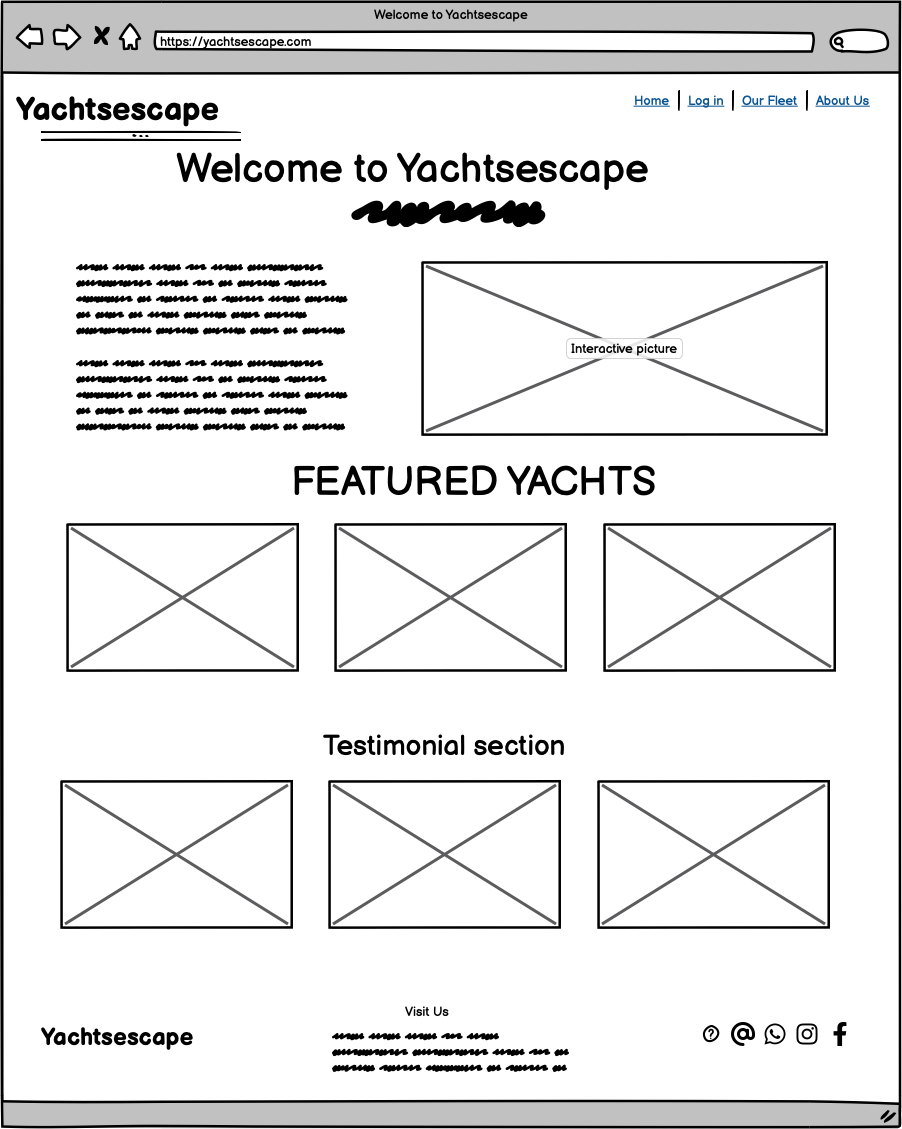 Welcome to Yachtsescape
https://yachtsescape.com
Yachtsescape
Home Log in Our Fleet About Us
Welcome to Yachtsescape
Interactive picture
FEATURED YACHTS
Testimonial section
Visit Us
Yachtsescape